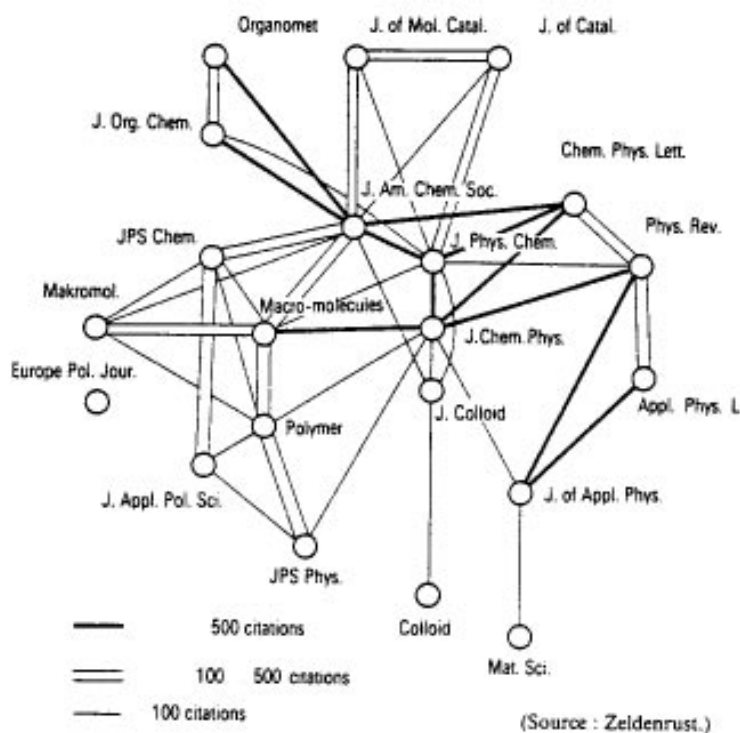 Organomet
J. of Mol. Catal.
J. of Catal.
J. Org. Chem.
Chem. Phys. Lett.
J. Am. Chem. Soc.
JPS Chem.
J. Phys. Chem.
Phys. Rev.
Makromol.
Macro-molécules
J.Chem.Phys.
Europe Pol. Jour.
Polymer
J. Colloid
Appl. Phys. L
J. Appl. Pol. Sci.
J. of Appl. Phys.
JPS Phys.
Colloid
Mat. Sci.
500 citations
100 500 citations
100 citations
(Source : Zeldenrust.)